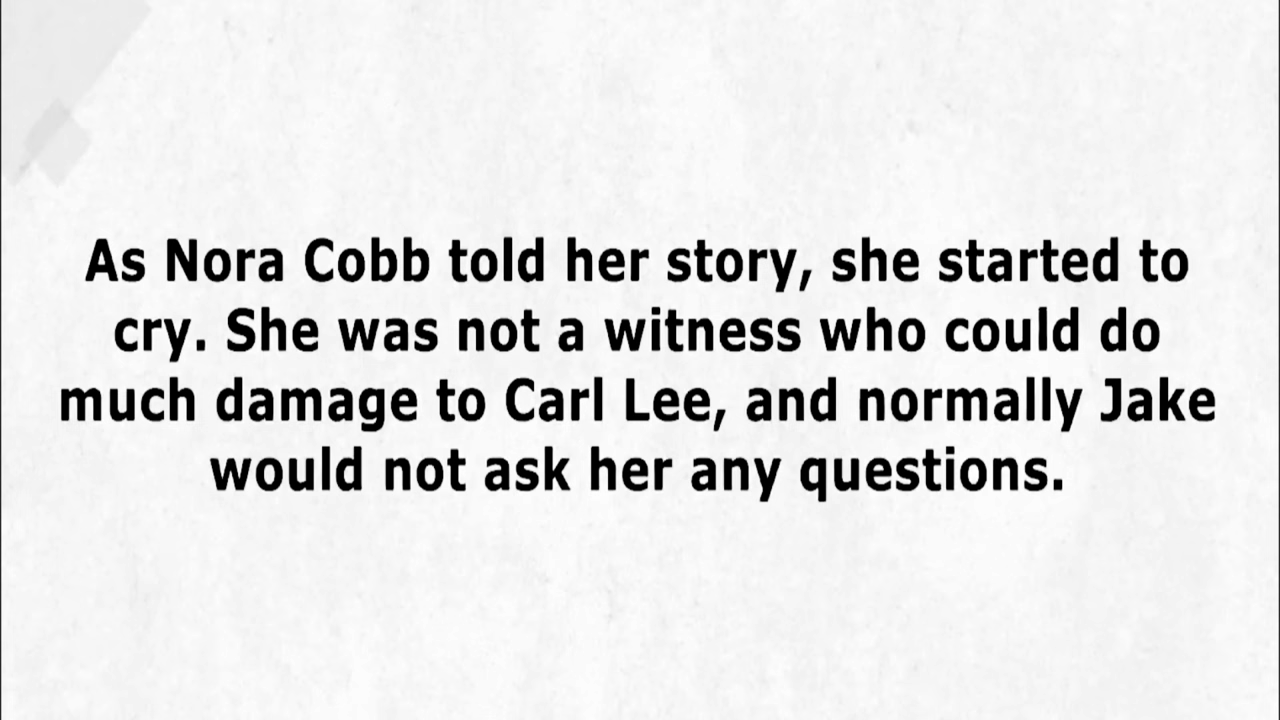 As Nora Cobb told her story, she started to
cry. She was not a witness who could do
much damage to Carl Lee, and normally Jake
would not ask her any questions.